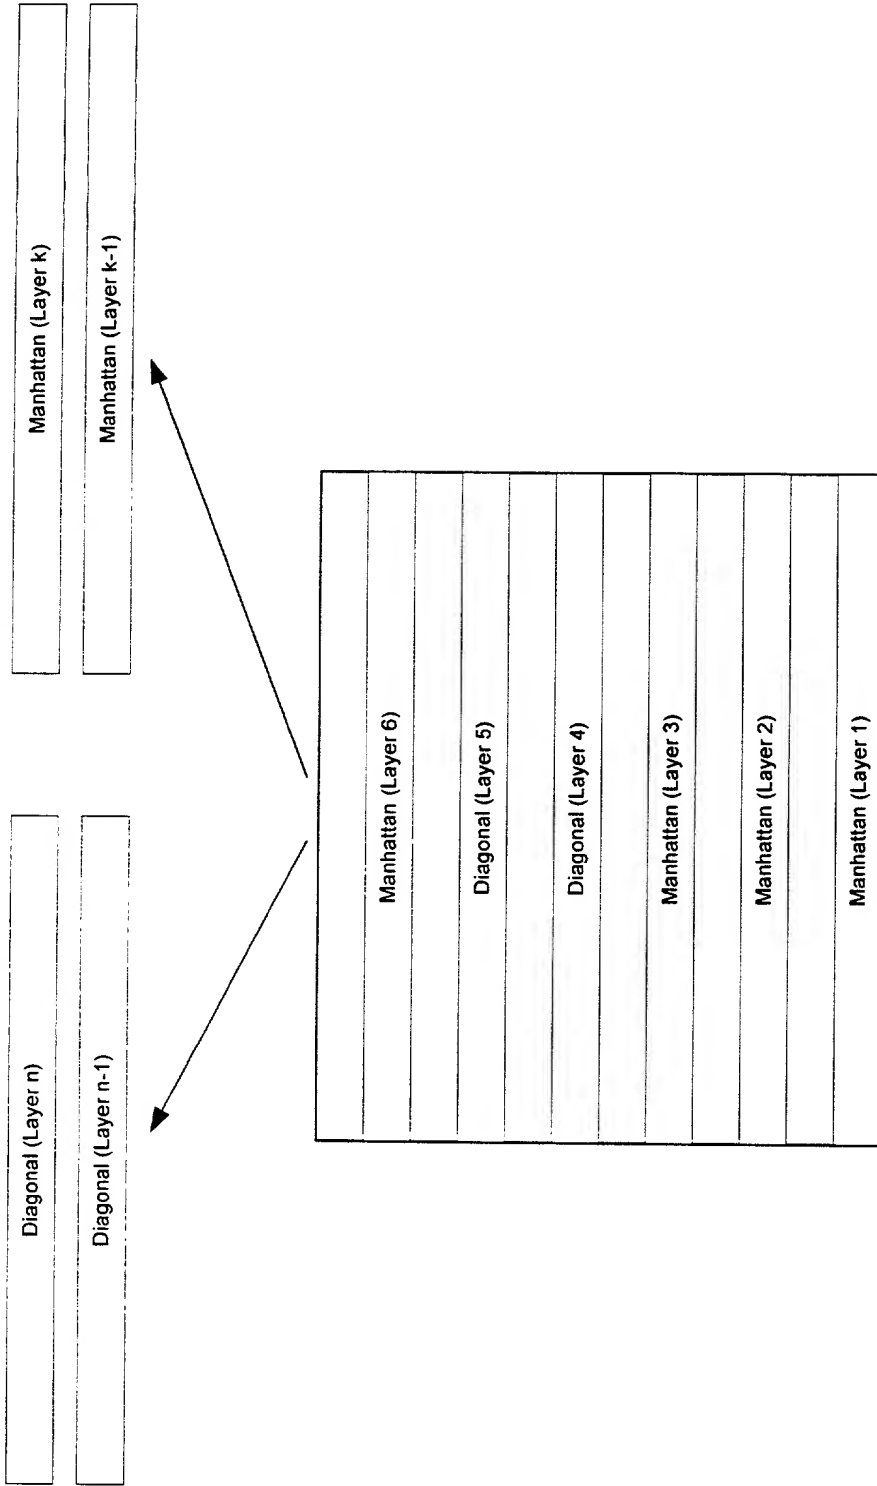 Diagonal (Layer n)
Diagonal (Layer n-1)
Manhattan (Layer k)
Manhattan (Layer k-1)
Manhattan (Layer 6)
Diagonal (Layer 5)
Diagonal (Layer 4)
Manhattan (Layer 3)
Manhattan (Layer 2)
Manhattan (Layer 1)